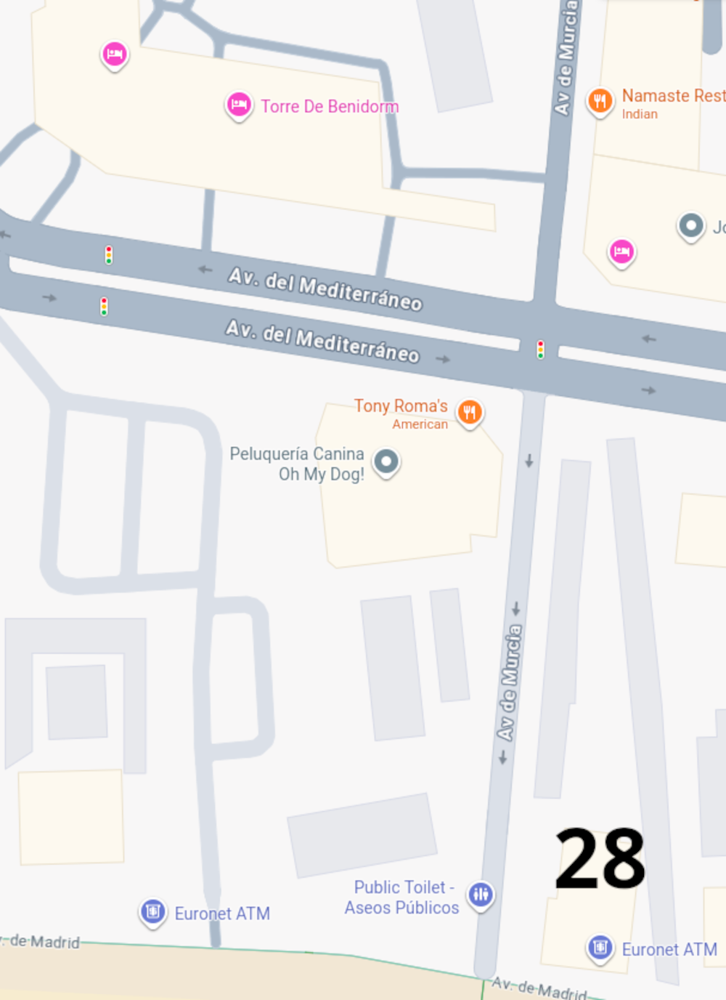 Av de Murcia
Namaste Rest
Indian
Torre De Benidorm
Jo
Av. del Mediterráneo
Av. del Mediterráneo
Tony Roma's
American
Peluquería Canina
Oh My Dog!
Av de Murcia
28
Public Toilet -
Aseos Públicos
Euronet ATM
. de Madrid
Euronet ATM
Av. de Madrid